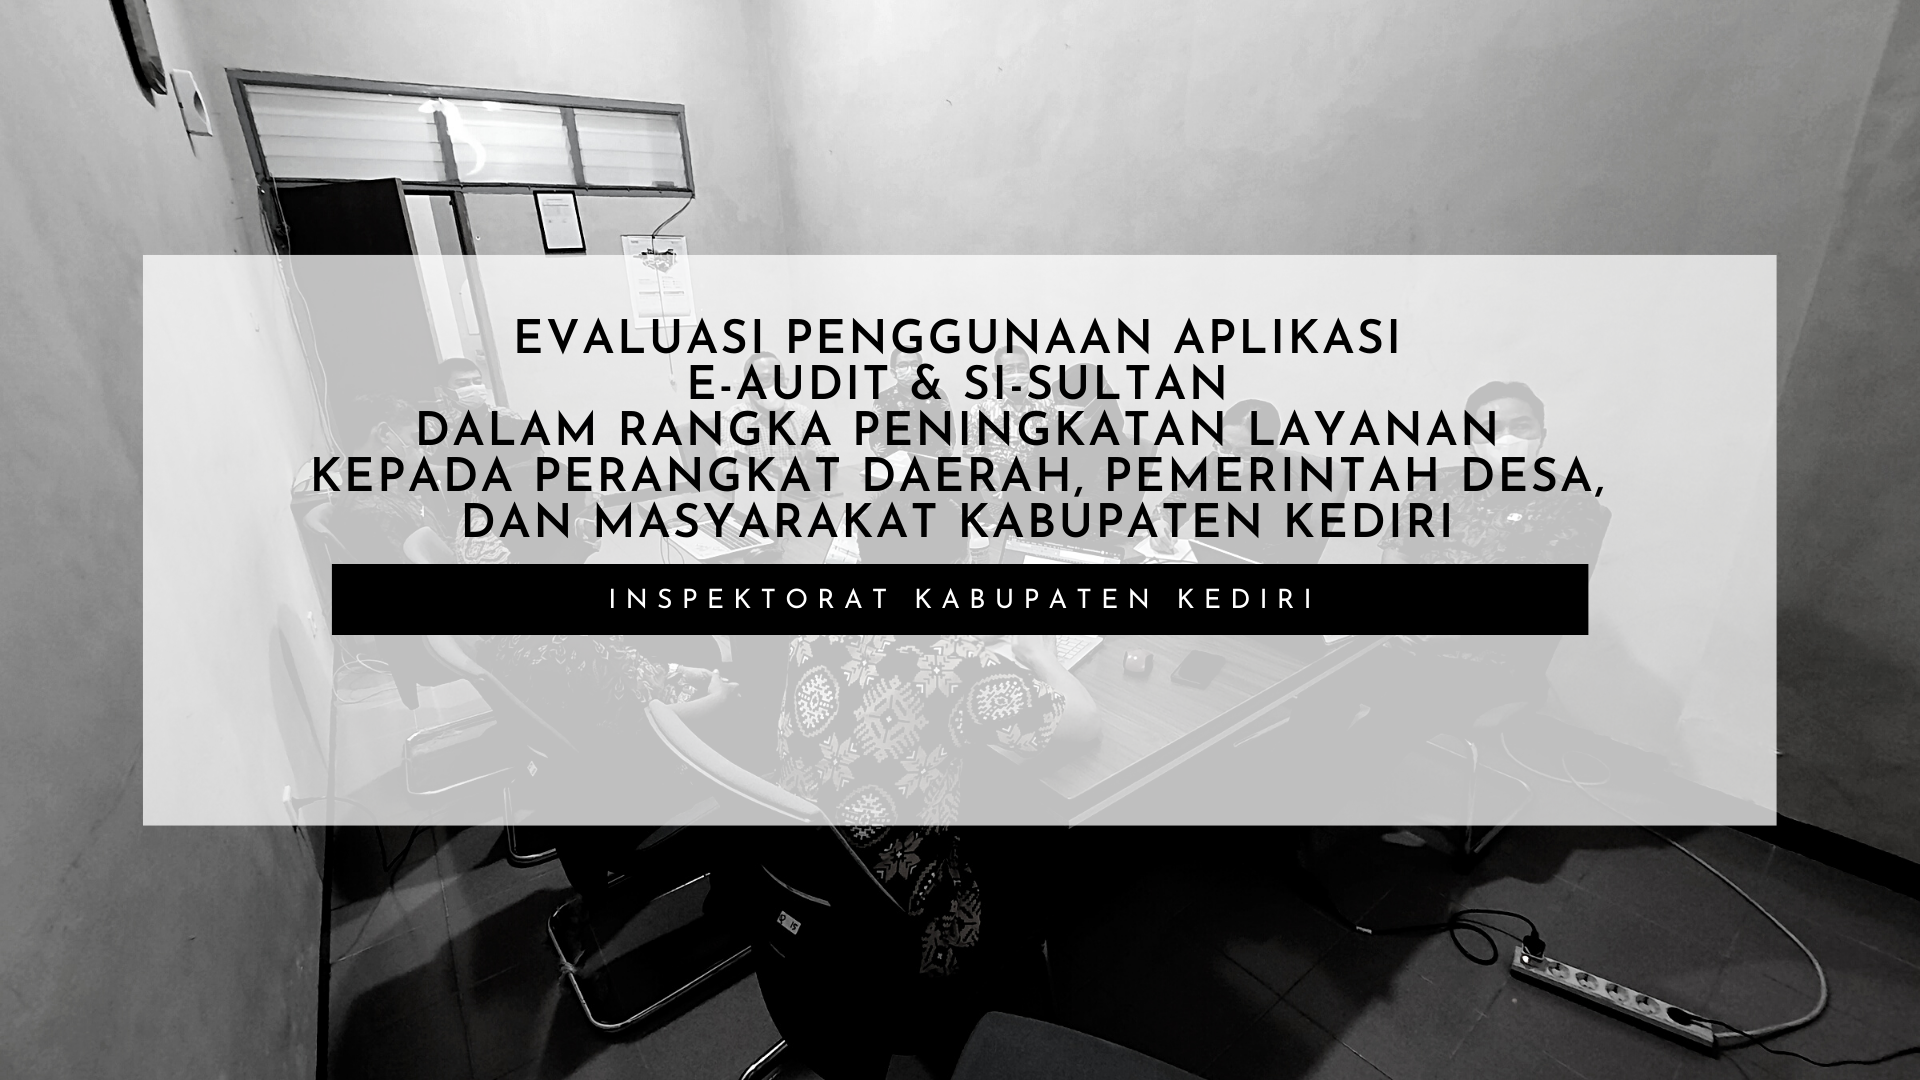 EVALUASI PENGGUNAAN APLIKASI
E-AUDIT & SI-SULTAN
DALAM RANGKA PENINGKATAN LAYANAN
KEPADA PERANGKAT DAERAH, PEMERINTAH DESA,
DAN MASYARAKAT KABUPATEN KEDIRI
INSPEKTORAT KABUPATEN KEDIRI